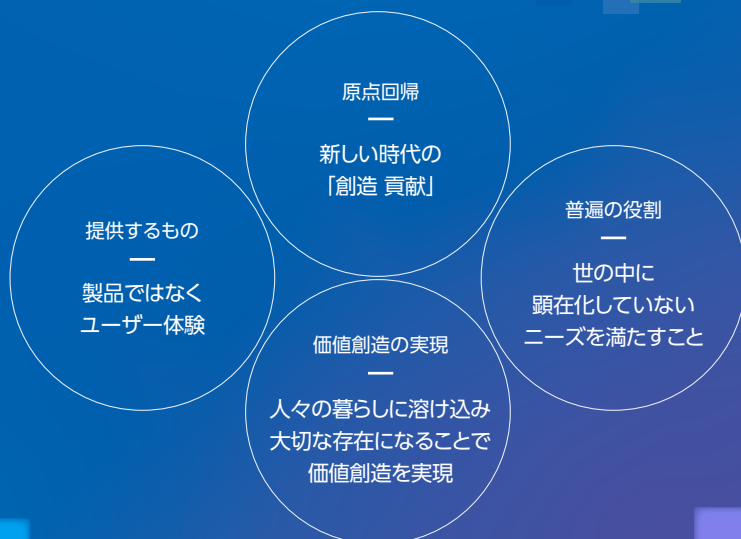 原点回帰
新しい時代の
「創造 貢献」
提供するもの
製品ではなく
ユーザー体験
普遍の役割
世の中に
顕在化していない
ニーズを満たすこと
価値創造の実現
人々の暮らしに溶け込み
大切な存在になることで
価値創造を実現